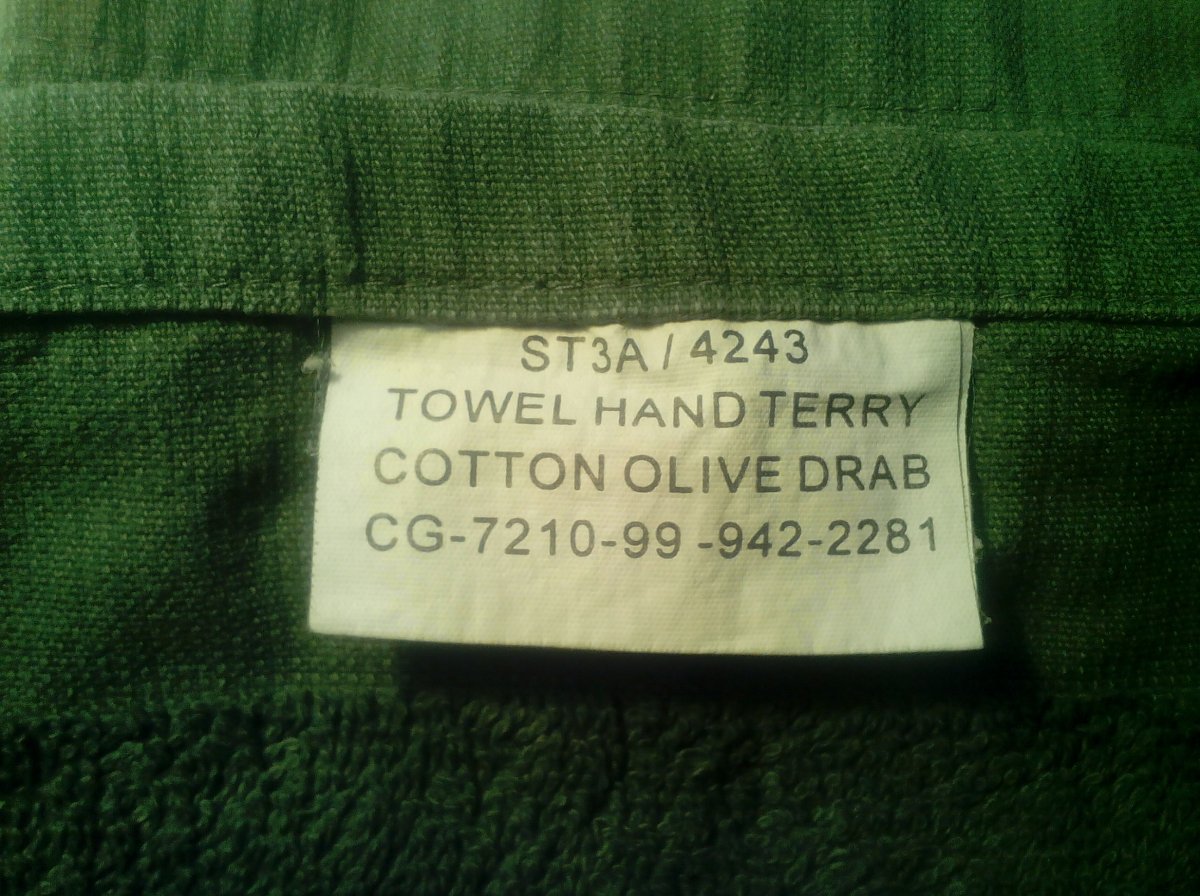 ST3A / 4243
TOWEL HAND TERRY
COTTON OLIVE DRAB
CG-7210-99 -942-2281